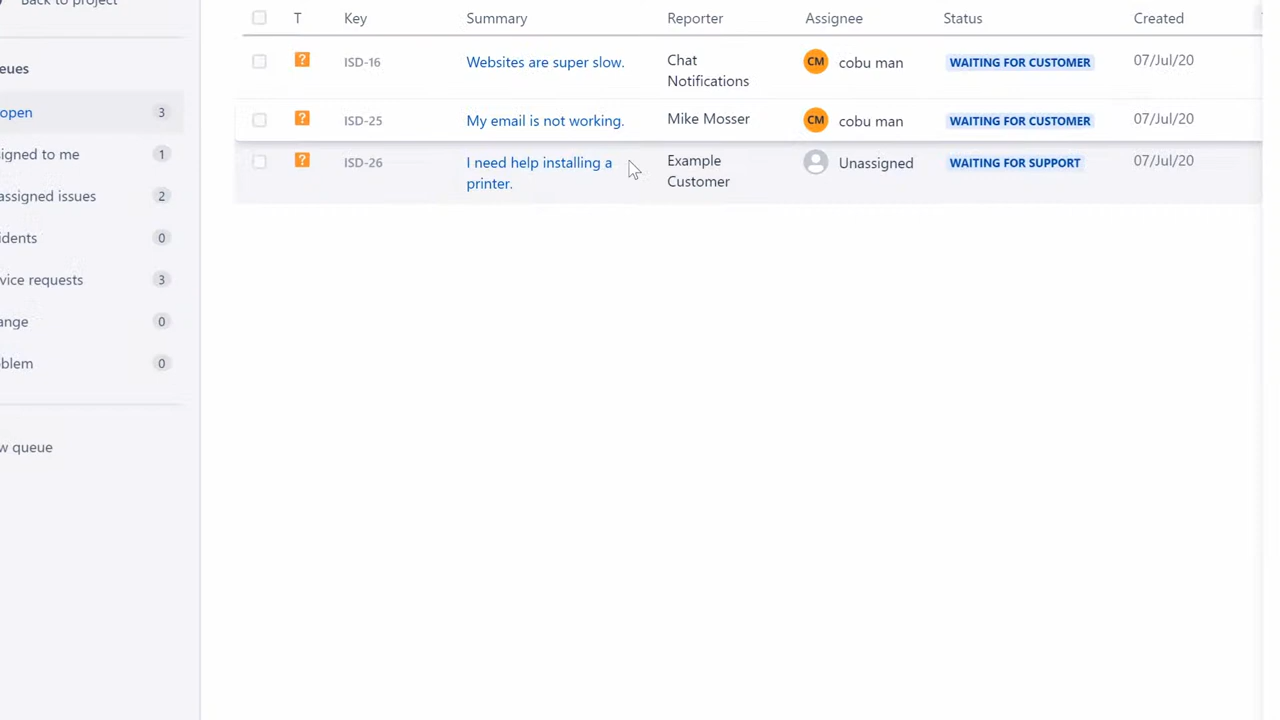 Back to project
T Key Summary Reporter Assignee Status Created
ISD-16 Websites are super slow. Chat Notifications CM cobu man WAITING FOR CUSTOMER 07/Jul/20
ISD-25 My email is not working. Mike Mosser CM cobu man WAITING FOR CUSTOMER 07/Jul/20
ISD-26 I need help installing a printer. Example Customer Unassigned WAITING FOR SUPPORT 07/Jul/20
eues
open 3
igned to me 1
assigned issues 2
idents 0
vice requests 3
ange 0
oblem 0
w queue